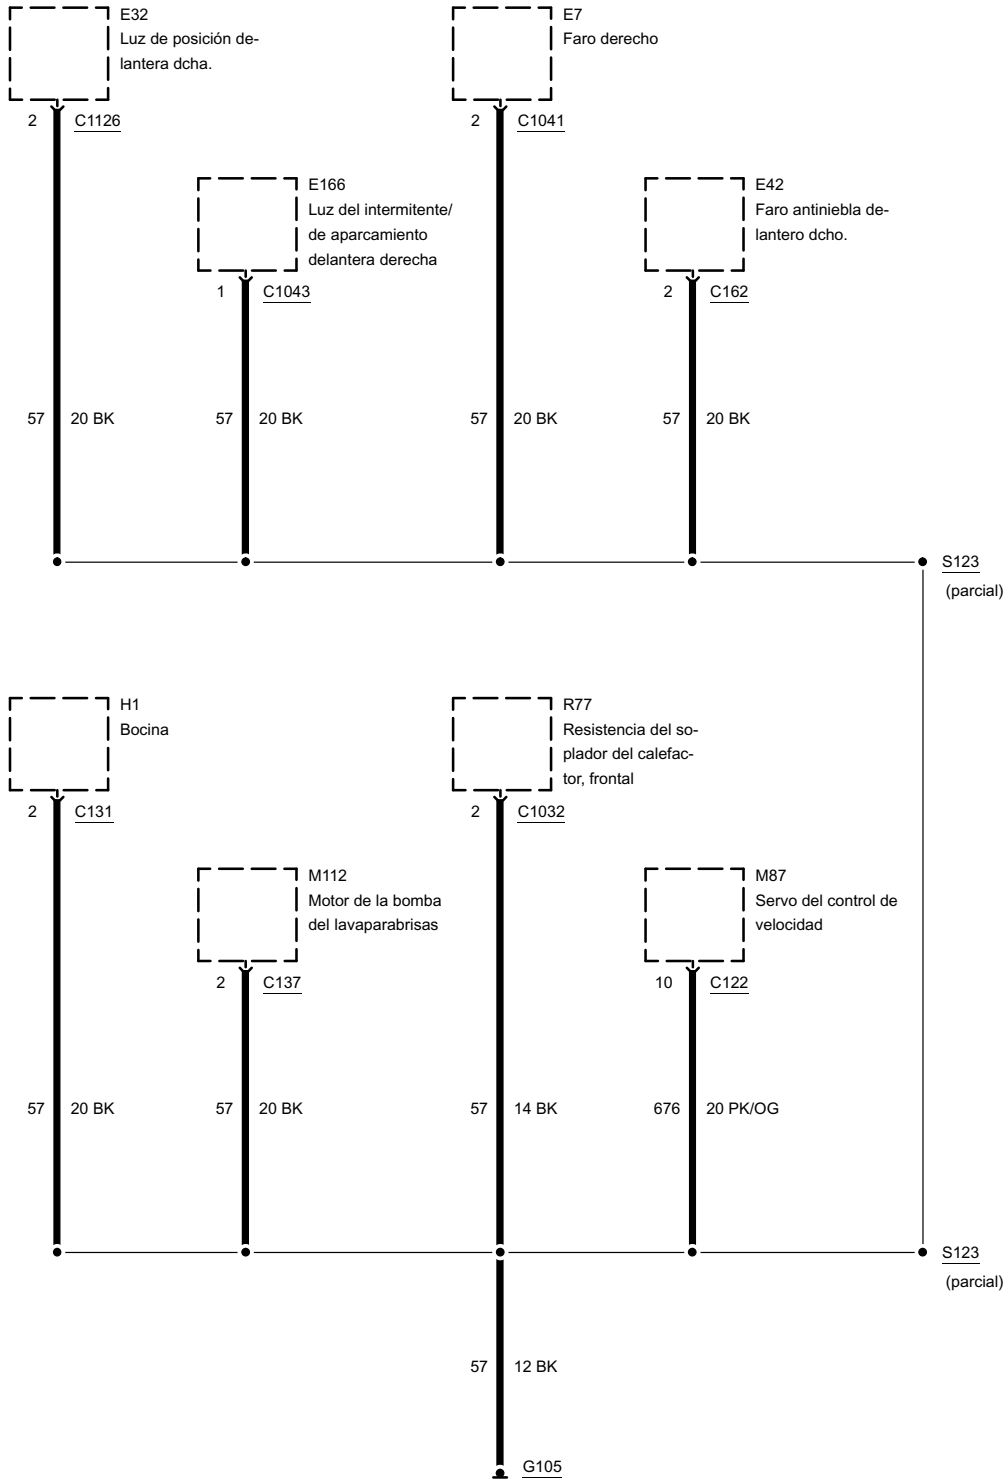 E32
Luz de posición de-
lantera dcha.
2 C1126
E7
Faro derecho
2 C1041
E166
Luz del intermitente/
de aparcamiento
delantera derecha
1 C1043
E42
Faro antiniebla de-
lantero dcho.
2 C162
57 20 BK
57 20 BK
57 20 BK
57 20 BK
S123
(parcial)
H1
Bocina
2 C131
R77
Resistencia del so-
plador del calefac-
tor, frontal
2 C1032
M112
Motor de la bomba
del lavaparabrisas
2 C137
M87
Servo del control de
velocidad
10 C122
57 20 BK
57 20 BK
57 14 BK
676 20 PK/OG
S123
(parcial)
57 12 BK
G105